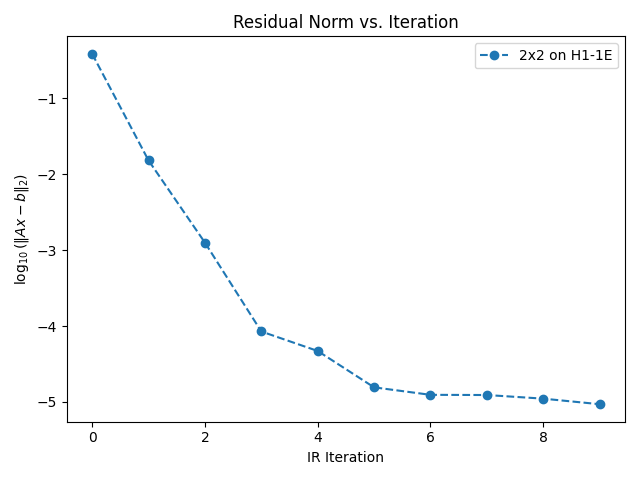 Residual Norm vs. Iteration
2x2 on H1-1E
log₁₀(‖Ax − b‖₂)
−1
−2
−3
−4
−5
0 2 4 6 8
IR Iteration